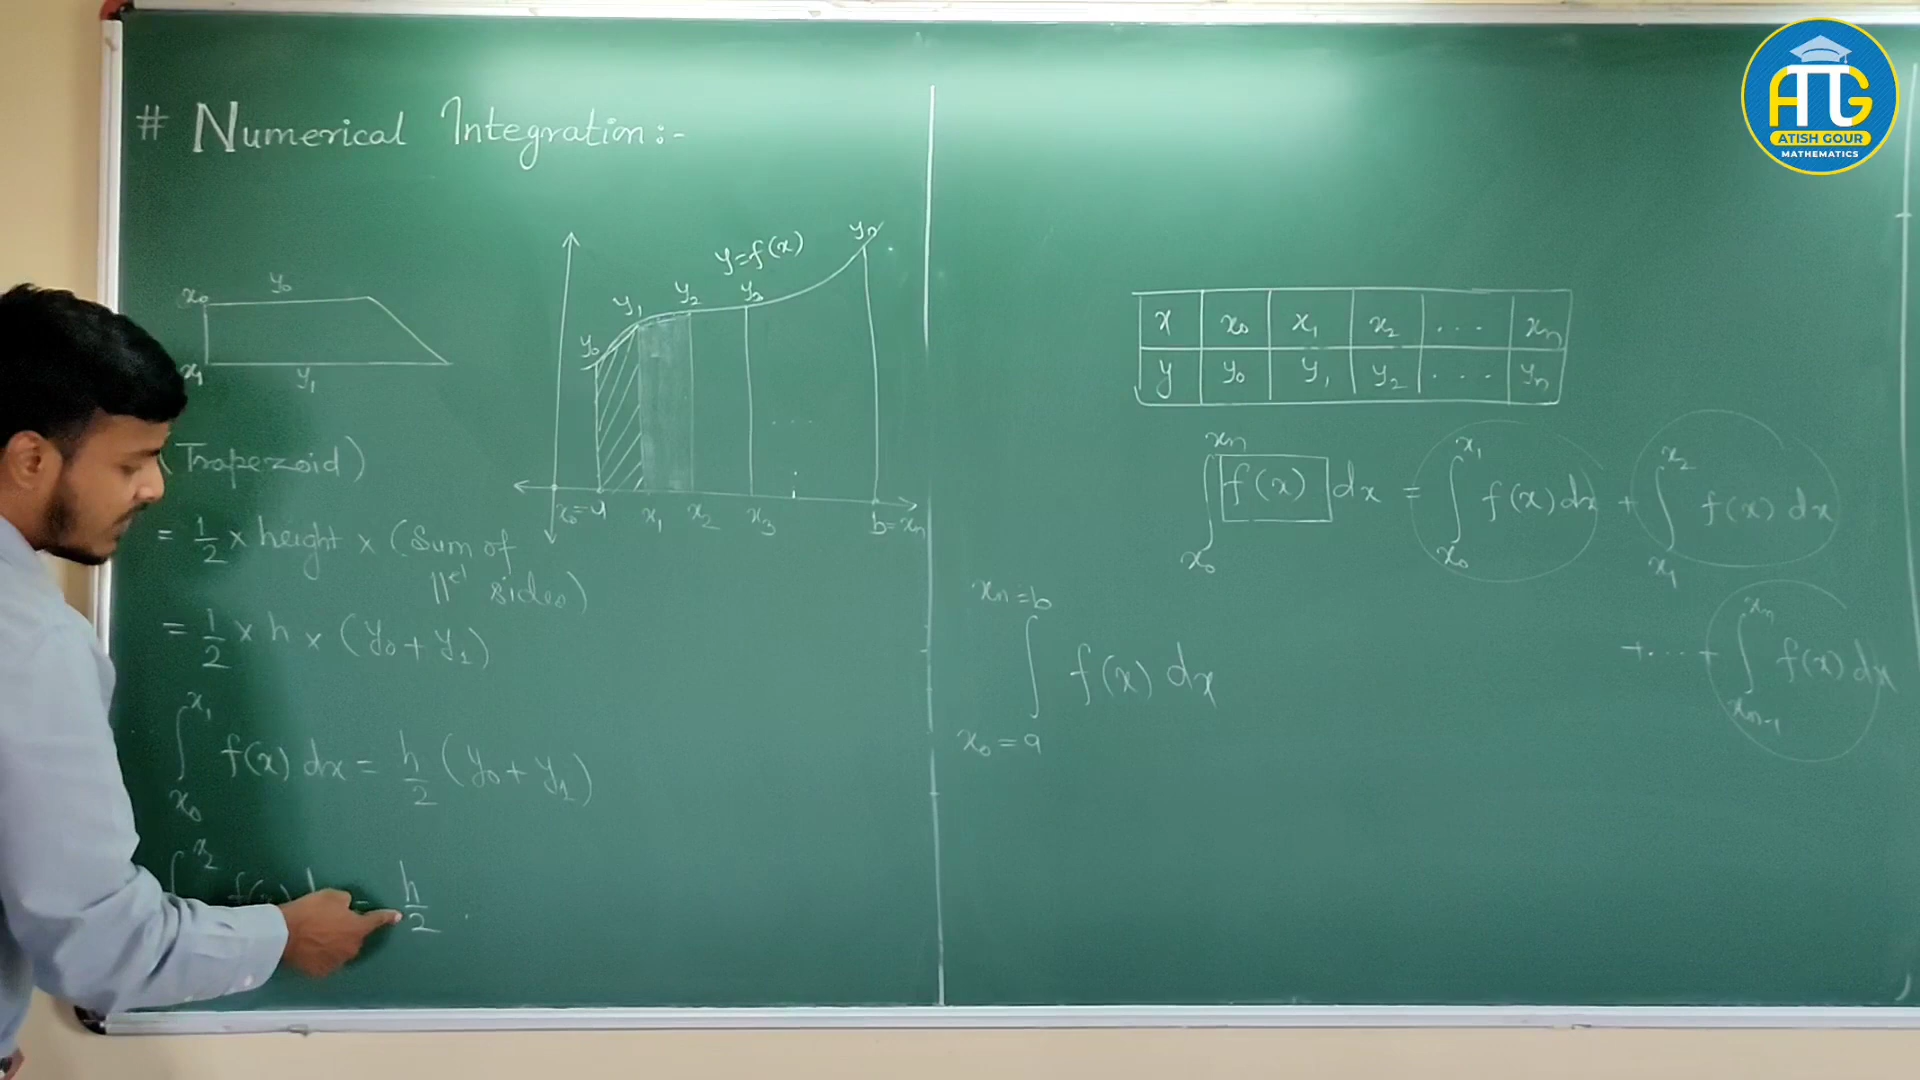 # Numerical Integration:-
x₀ y₀
x₁ y₁
(Trapezoid)
= 1/2 × height × (Sum of
||el sides)
= 1/2 × h × (y₀ + y₁)
∫_{x₀}^{x₁} f(x) dx = h/2 (y₀ + y₁)
x₂
h/2
y = f(x)
y₀ y₁ y₂ y₃ yₙ
x₀=a x₁ x₂ x₃ .... b=xₙ
x x₀ x₁ x₂ ... xₙ
y y₀ y₁ y₂ ... yₙ
∫_{x₀}^{xₙ} f(x) dx = ∫_{x₀}^{x₁} f(x) dx + ∫_{x₁}^{x₂} f(x) dx
+ ... + ∫_{xₙ₋₁}^{xₙ} f(x) dx
∫_{x₀=a}^{xₙ=b} f(x) dx
ATG
ATISH GOUR
MATHEMATICS